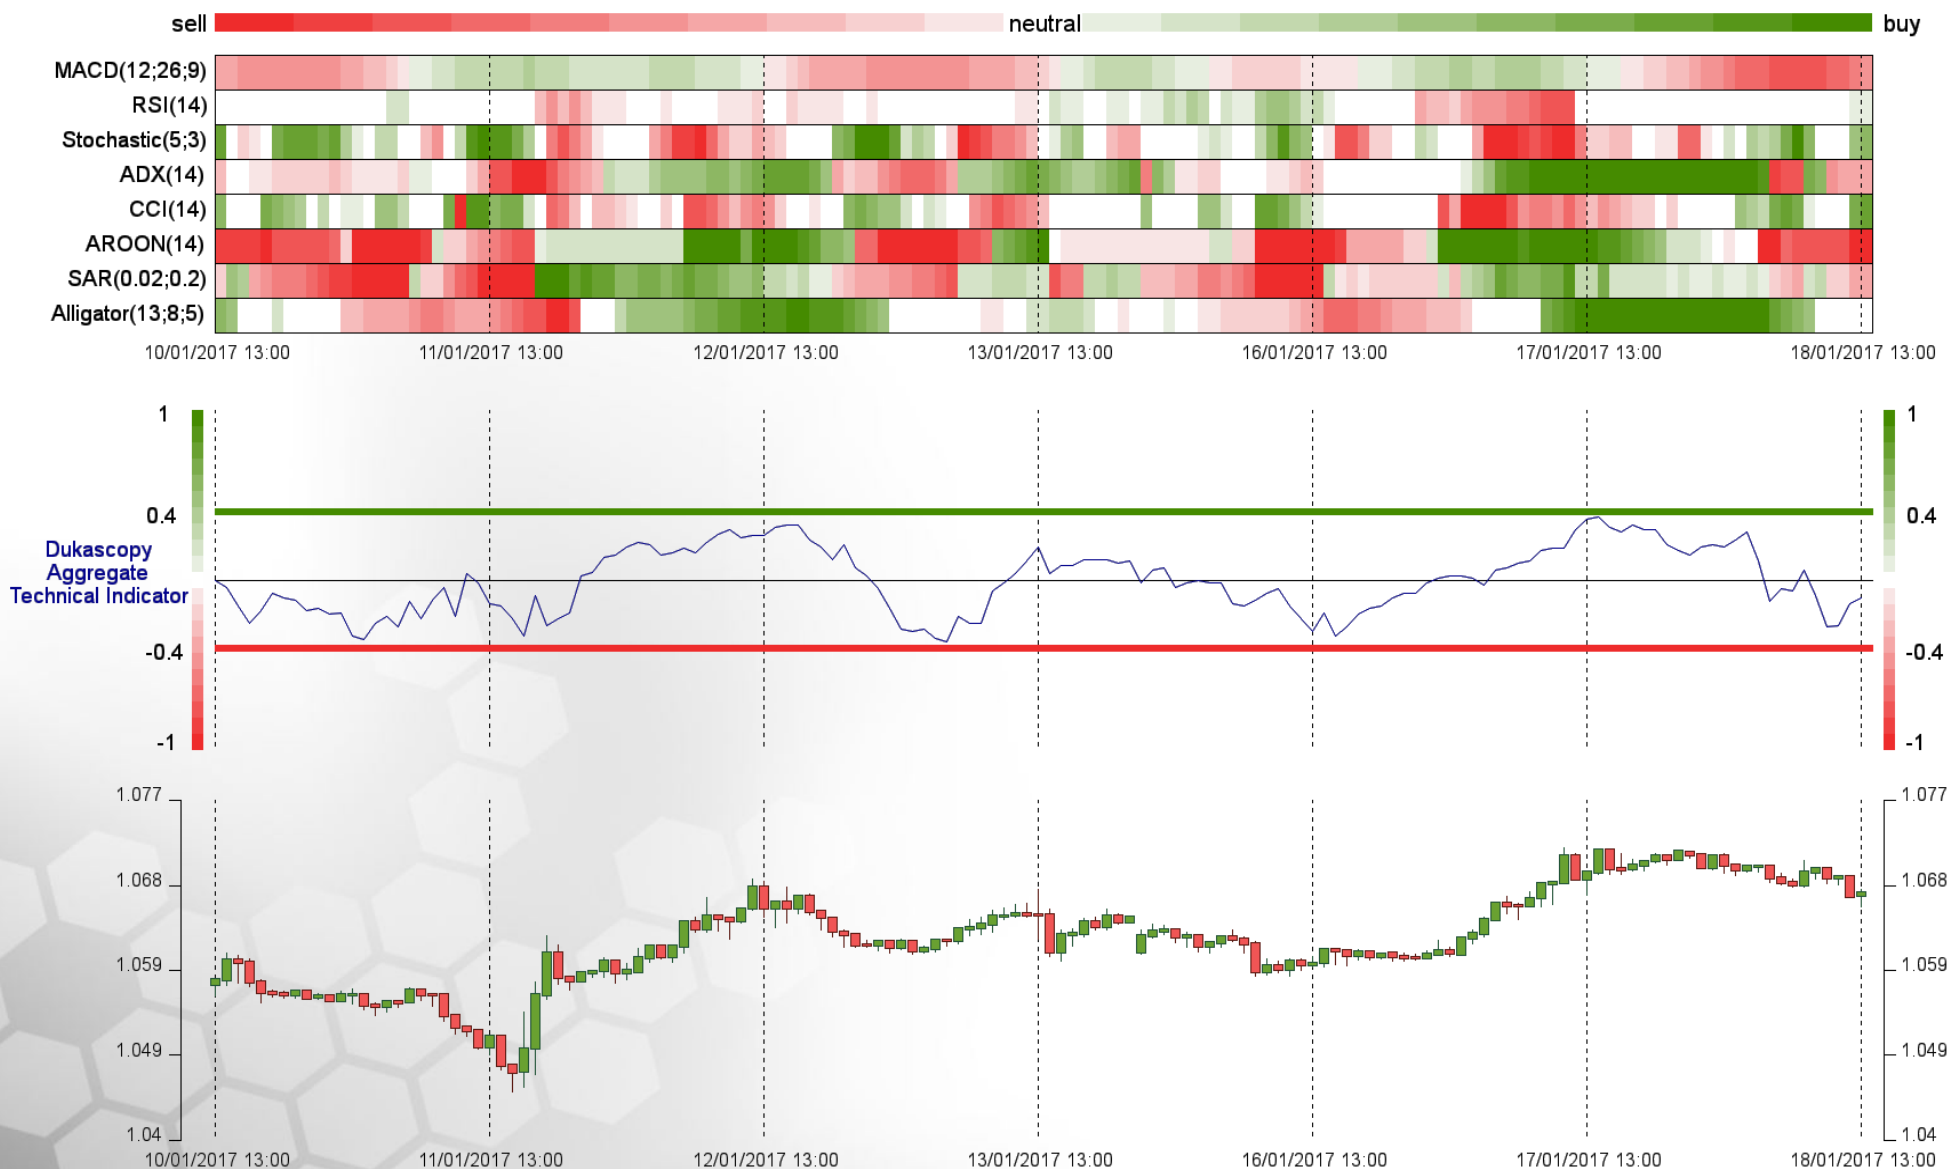 sell neutral buy
MACD(12;26;9)
RSI(14)
Stochastic(5;3)
ADX(14)
CCI(14)
AROON(14)
SAR(0.02;0.2)
Alligator(13;8;5)
10/01/2017 13:00 11/01/2017 13:00 12/01/2017 13:00 13/01/2017 13:00 16/01/2017 13:00 17/01/2017 13:00 18/01/2017 13:00
1 1
0.4 0.4
Dukascopy
Aggregate
Technical Indicator
-0.4 -0.4
-1 -1
1.077 1.077
1.068 1.068
1.059 1.059
1.049 1.049
1.04 1.04
10/01/2017 13:00 11/01/2017 13:00 12/01/2017 13:00 13/01/2017 13:00 16/01/2017 13:00 17/01/2017 13:00 18/01/2017 13:00